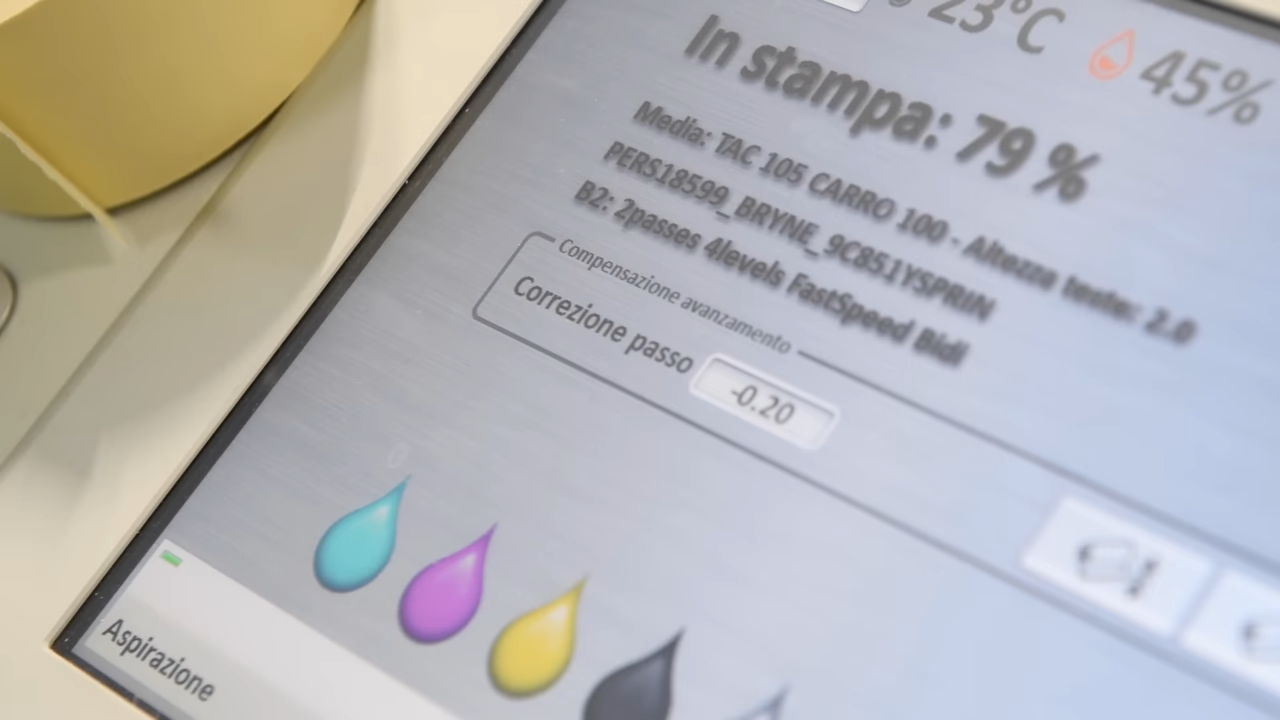 23°C 45%
In stampa: 79 %
Media: TAC 105 CARRO 100 - Altezza teste: 2.0
PERS18599_BRYNE_9C851YSPRIN
B2: 2passes 4levels FastSpeed Bidi
Compensazione avanzamento
Correzione passo -0.20
Aspirazione